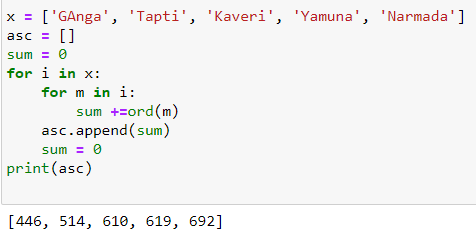 x = ['GAnga', 'Tapti', 'Kaveri', 'Yamuna', 'Narmada']
asc = []
sum = 0
for i in x:
    for m in i:
        sum +=ord(m)
    asc.append(sum)
    sum = 0
print(asc)
[446, 514, 610, 619, 692]